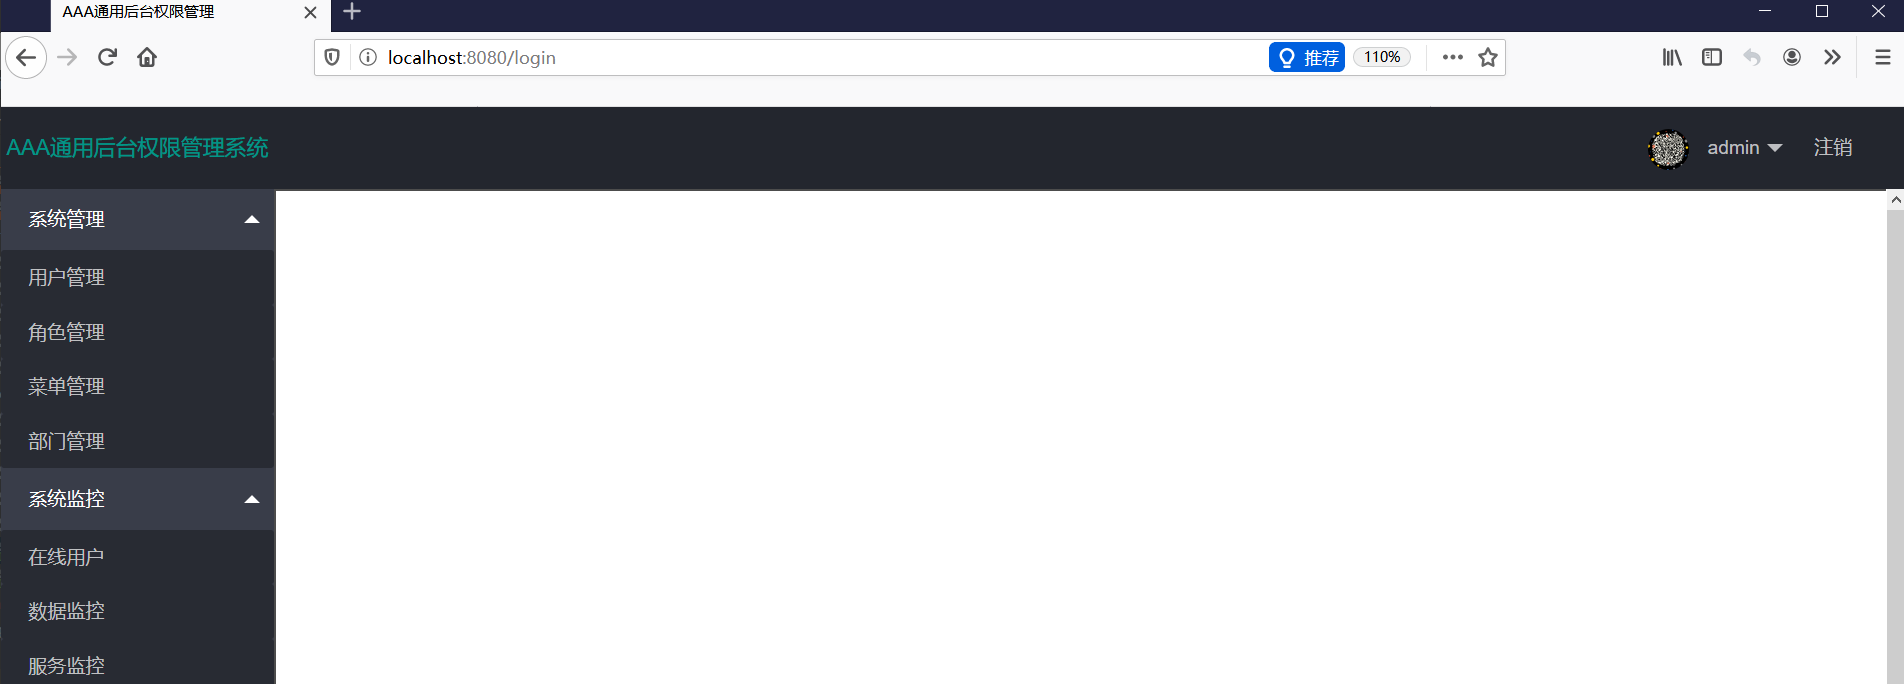 AAA通用后台权限管理
localhost:8080/login
推荐
110%
AAA通用后台权限管理系统
admin
注销
系统管理
用户管理
角色管理
菜单管理
部门管理
系统监控
在线用户
数据监控
服务监控